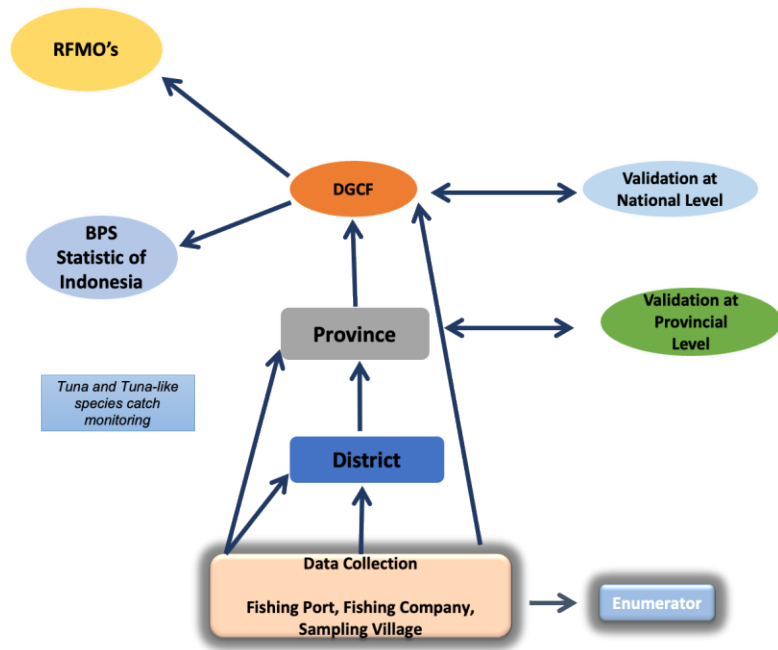 RFMO's
DGCF
Validation at
National Level
BPS
Statistic of
Indonesia
Validation at
Provincial
Level
Province
Tuna and Tuna-like
species catch
monitoring
District
Data Collection
Fishing Port, Fishing Company,
Sampling Village
Enumerator